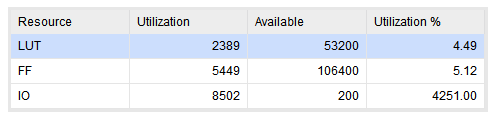 Resource Utilization Available Utilization %
LUT 2389 53200 4.49
FF 5449 106400 5.12
IO 8502 200 4251.00